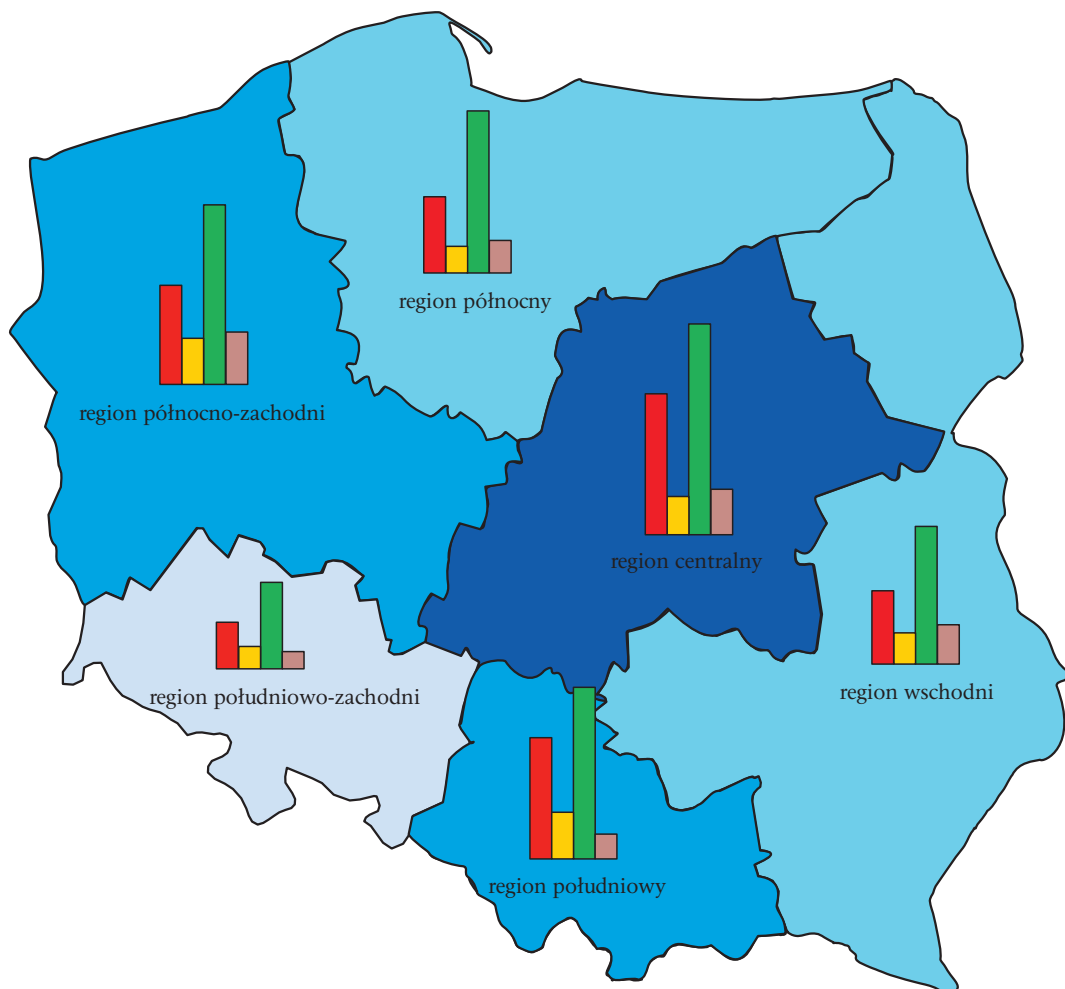 region północny
region północno-zachodni
region centralny
region południowo-zachodni
region wschodni
region południowy